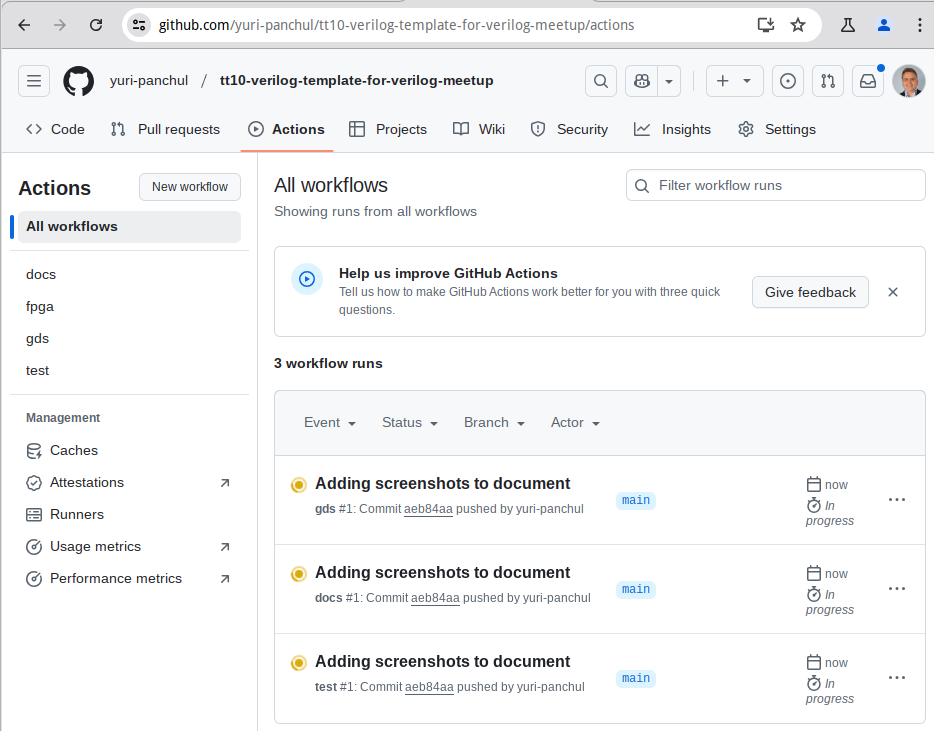 github.com/yuri-panchul/tt10-verilog-template-for-verilog-meetup/actions
yuri-panchul / tt10-verilog-template-for-verilog-meetup
Code Pull requests Actions Projects Wiki Security Insights Settings
Actions
New workflow
All workflows
docs
fpga
gds
test
Management
Caches
Attestations
Runners
Usage metrics
Performance metrics
All workflows
Showing runs from all workflows
Filter workflow runs
Help us improve GitHub Actions
Tell us how to make GitHub Actions work better for you with three quick
questions.
Give feedback
3 workflow runs
Event Status Branch Actor
Adding screenshots to document
gds #1: Commit aeb84aa pushed by yuri-panchul
main
now
In
progress
Adding screenshots to document
docs #1: Commit aeb84aa pushed by yuri-panchul
main
now
In
progress
Adding screenshots to document
test #1: Commit aeb84aa pushed by yuri-panchul
main
now
In
progress